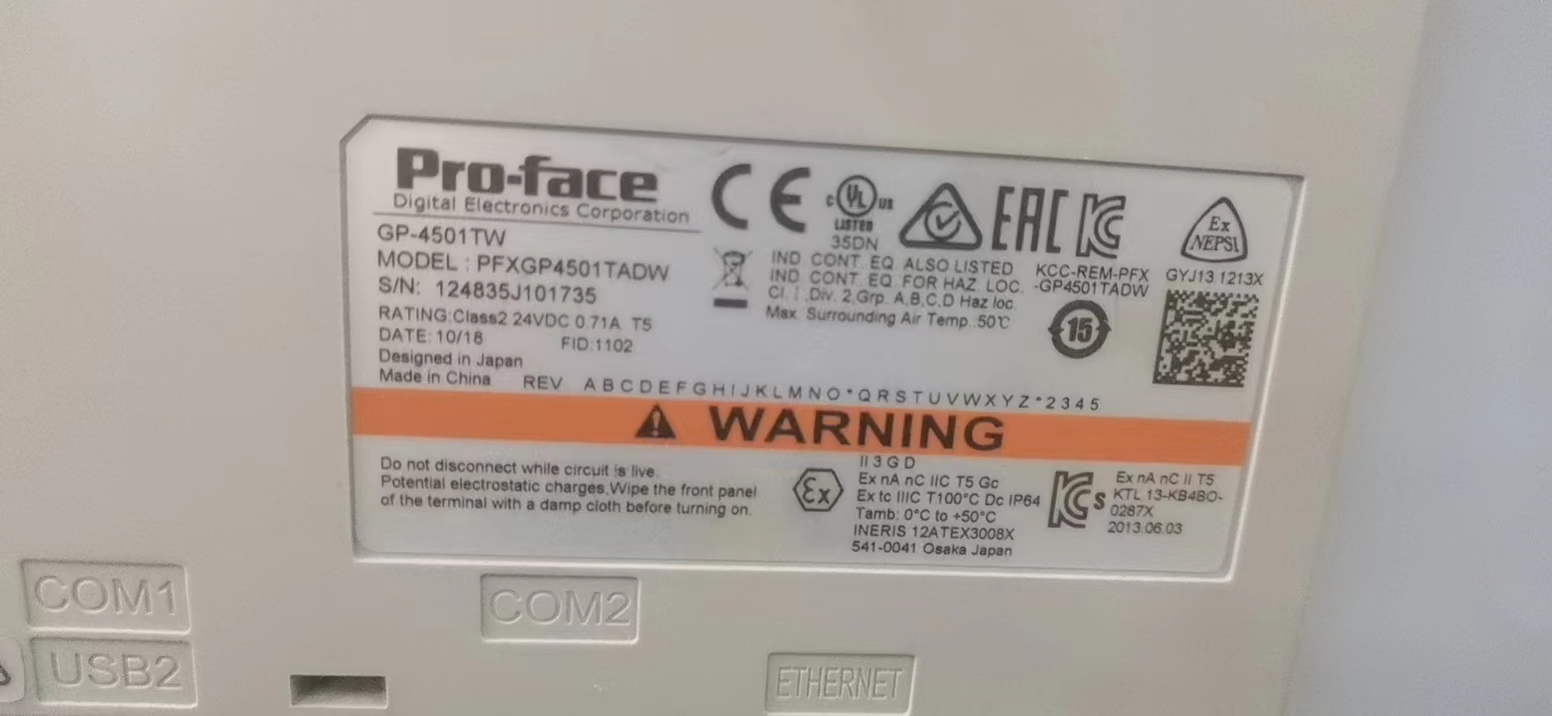 Pro-face
Digital Electronics Corporation
GP-4501TW
MODEL : PFXGP4501TADW
S/N: 124835J101735
RATING:Class2 24VDC 0.71A T5
DATE: 10/18 FID:1102
Designed in Japan
Made in China
REV A B C D E F G H I J K L M N O * Q R S T U V W X Y Z * 2 3 4 5
CE
C UL US
LISTED
35DN
EAC
KC
Ex
NEPSI
IND. CONT. EQ. ALSO LISTED
IND. CONT. EQ. FOR HAZ. LOC.
Cl. I ,Div. 2,Grp. A,B,C,D Haz loc.
Max. Surrounding Air Temp.:50℃
KCC-REM-PFX
-GP4501TADW
15
GYJ13.1213X
WARNING
Do not disconnect while circuit is live.
Potential electrostatic charges,Wipe the front panel
of the terminal with a damp cloth before turning on.
Ex
II 3 G D
Ex nA nC IIC T5 Gc
Ex tc IIIC T100°C Dc IP64
Tamb: 0°C to +50°C
INERIS 12ATEX3008X
541-0041 Osaka Japan
KCs
Ex nA nC II T5
KTL 13-KB4BO-
0287X
2013.06.03
COM1
COM2
USB2
ETHERNET